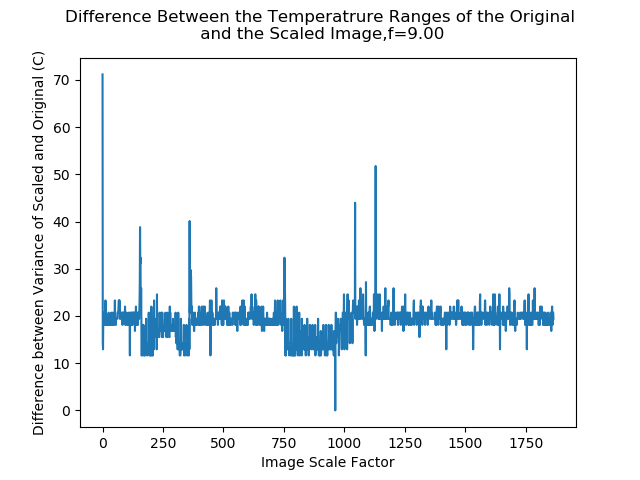 Difference Between the Temperatrure Ranges of the Original
and the Scaled Image,f=9.00
Difference between Variance of Scaled and Original (C)
70
60
50
40
30
20
10
0
0 250 500 750 1000 1250 1500 1750
Image Scale Factor